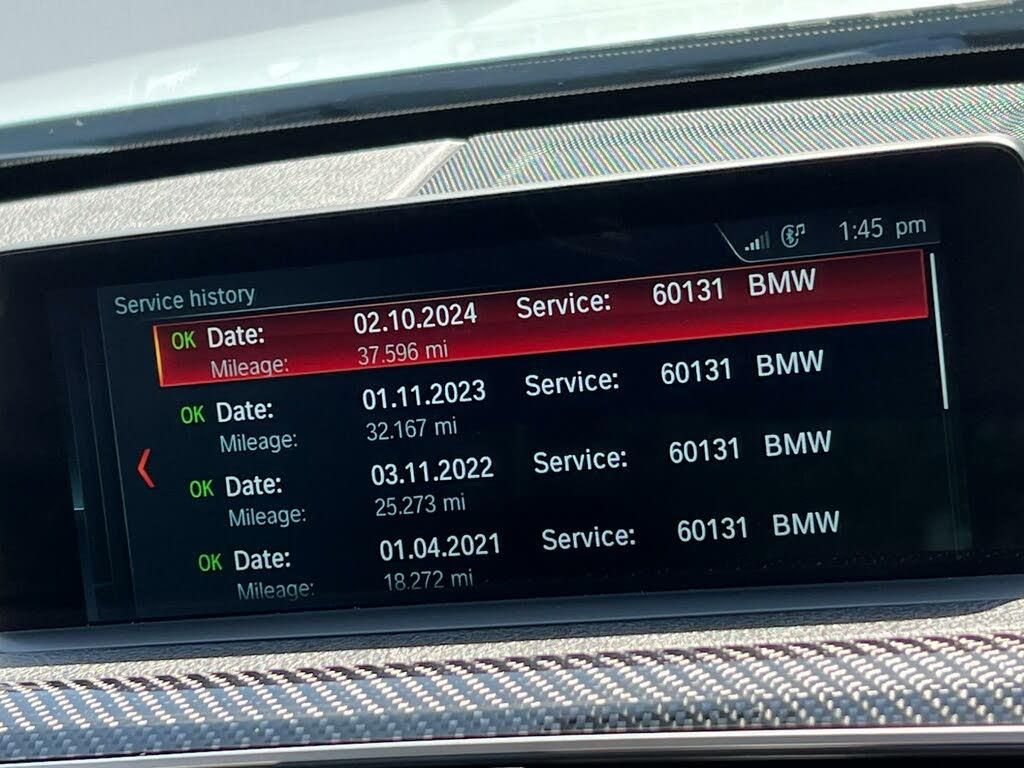 1:45 pm
Service history
OK Date: 02.10.2024 Service: 60131 BMW
Mileage: 37.596 mi
OK Date: 01.11.2023 Service: 60131 BMW
Mileage: 32.167 mi
OK Date: 03.11.2022 Service: 60131 BMW
Mileage: 25.273 mi
OK Date: 01.04.2021 Service: 60131 BMW
Mileage: 18.272 mi